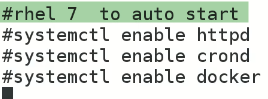 #rhel 7  to auto start
#systemctl enable httpd
#systemctl enable crond
#systemctl enable docker